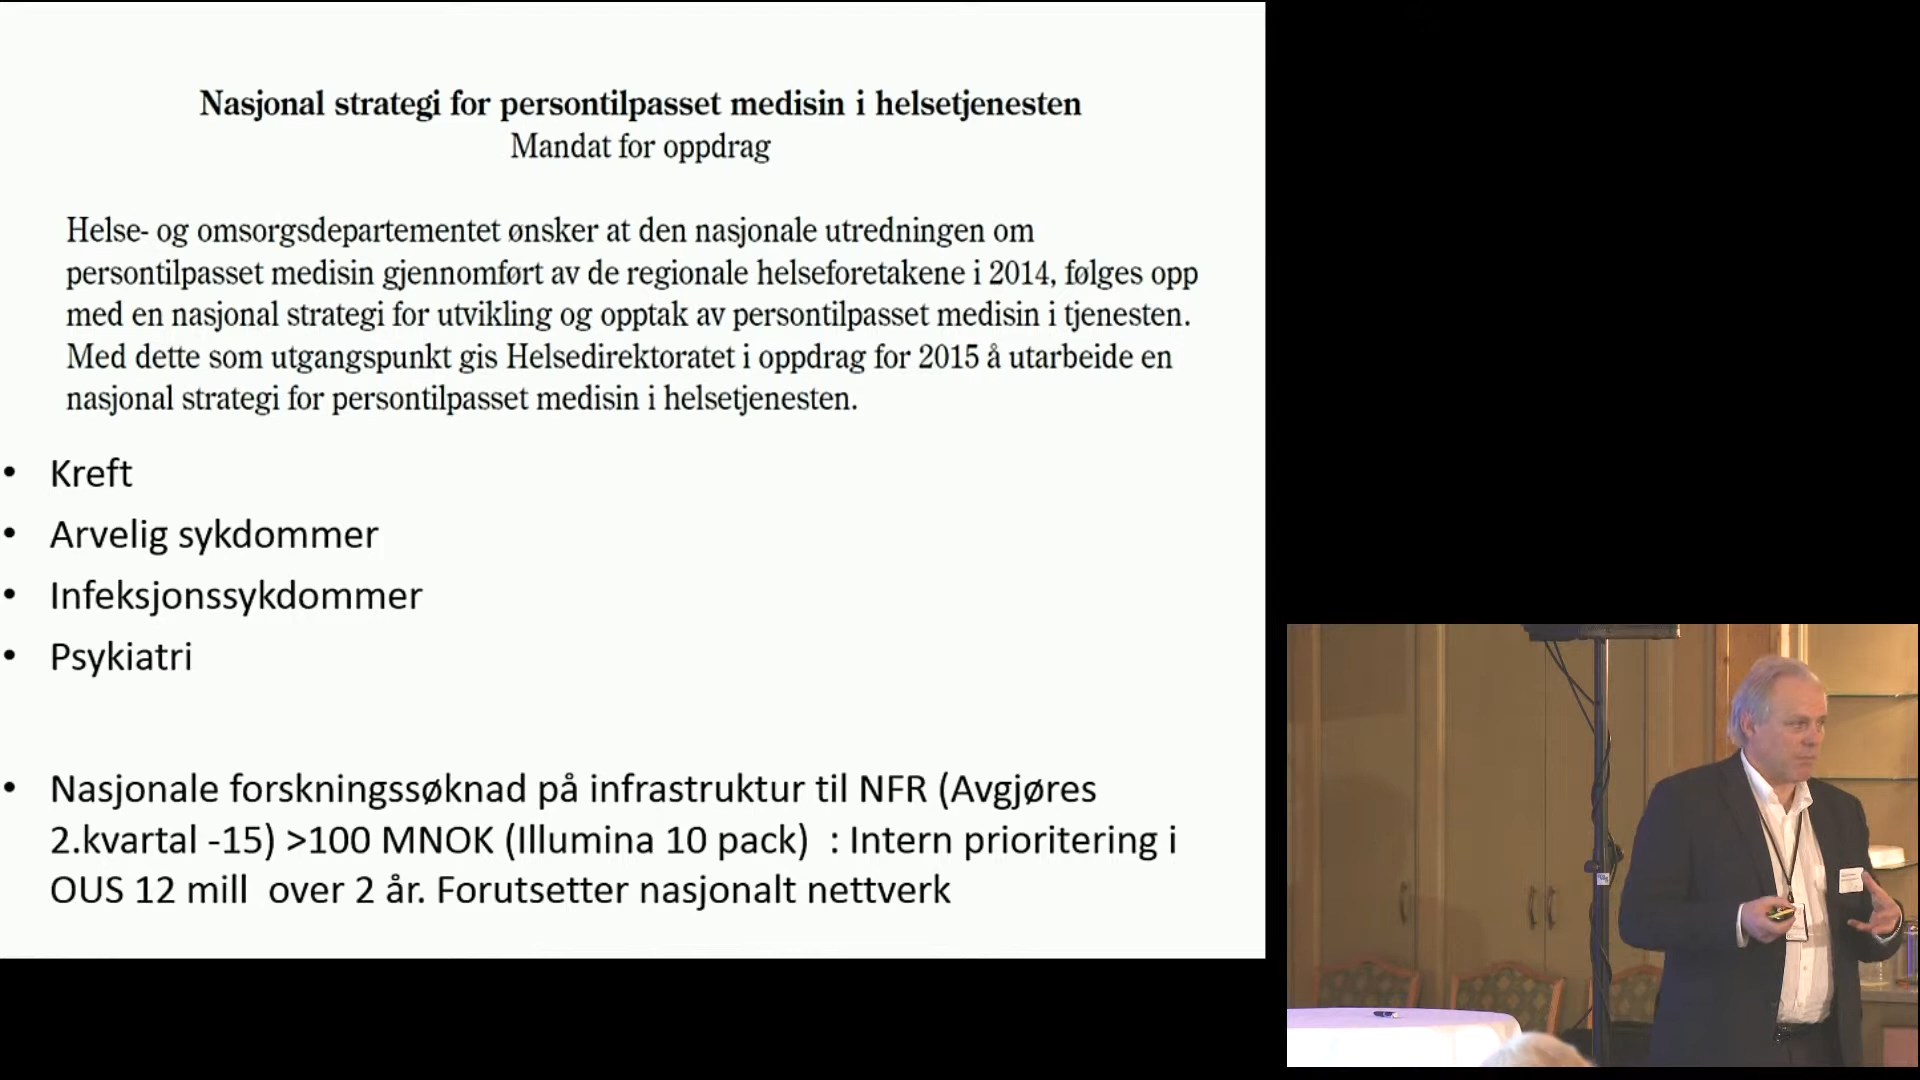 Nasjonal strategi for persontilpasset medisin i helsetjenesten
Mandat for oppdrag
Helse- og omsorgsdepartementet ønsker at den nasjonale utredningen om
persontilpasset medisin gjennomført av de regionale helseforetakene i 2014, følges opp
med en nasjonal strategi for utvikling og opptak av persontilpasset medisin i tjenesten.
Med dette som utgangspunkt gis Helsedirektoratet i oppdrag for 2015 å utarbeide en
nasjonal strategi for persontilpasset medisin i helsetjenesten.
• Kreft
• Arvelig sykdommer
• Infeksjonssykdommer
• Psykiatri
• Nasjonale forskningssøknad på infrastruktur til NFR (Avgjøres
2.kvartal -15) >100 MNOK (Illumina 10 pack)  : Intern prioritering i
OUS 12 mill  over 2 år. Forutsetter nasjonalt nettverk